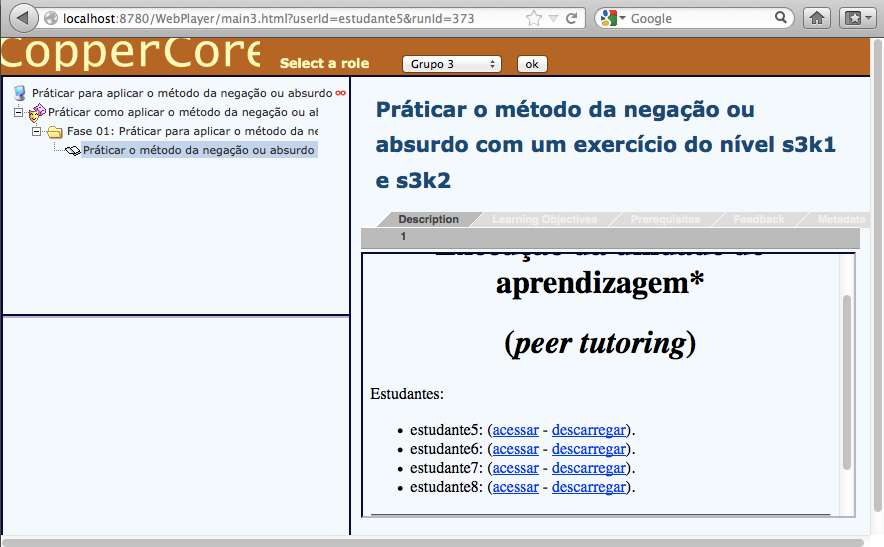 localhost:8780/WebPlayer/main3.html?userId=estudante5&runId=373
Google
CopperCore
Select a role
Grupo 3
ok
Práticar para aplicar o método da negação ou absurdo
Práticar como aplicar o método da negação ou al
Fase 01: Práticar para aplicar o método da ne
Práticar o método da negação ou absurdo
Práticar o método da negação ou
absurdo com um exercício do nível s3k1
e s3k2
Description Learning Objectives Prerequisites Feedback Metadata
1
aprendizagem*
(peer tutoring)
Estudantes:
• estudante5: (acessar - descarregar).
• estudante6: (acessar - descarregar).
• estudante7: (acessar - descarregar).
• estudante8: (acessar - descarregar).